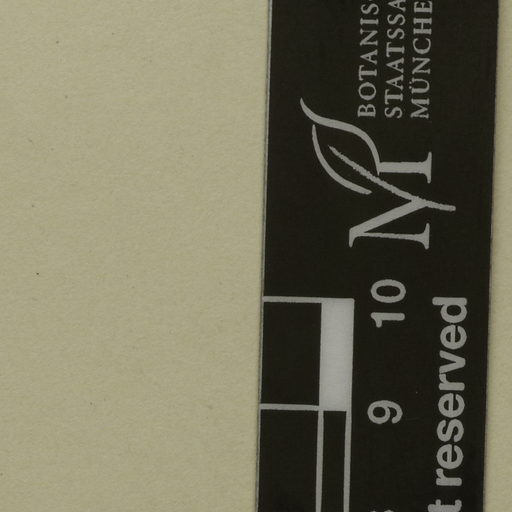 BOTANIS
STAATSSA
MÜNCHE
M
10
9
t reserved